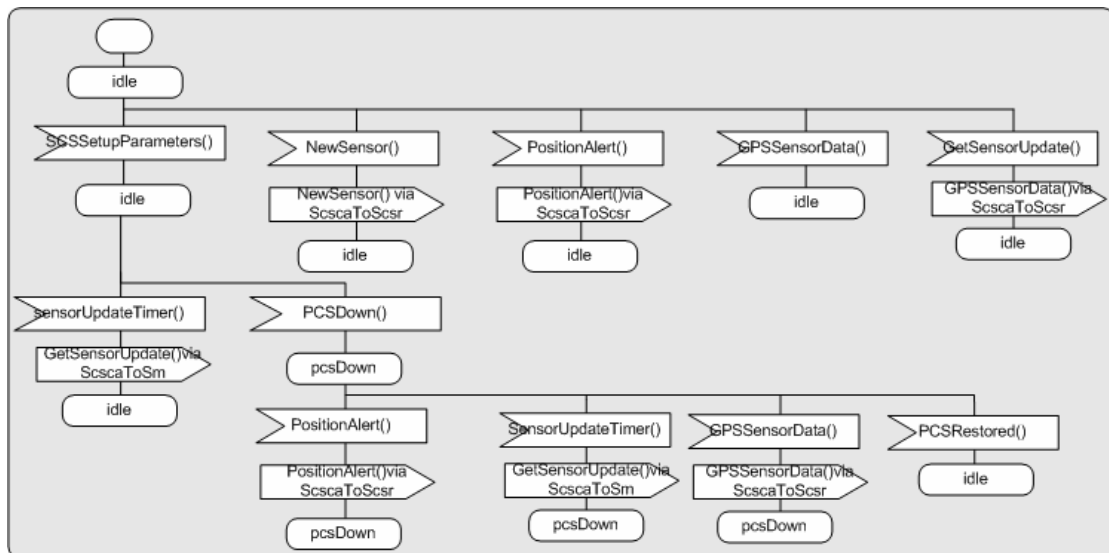 idle
SCSSetupParameters()
NewSensor()
PositionAlert()
GPSSensorData()
GetSensorUpdate()
idle
NewSensor() via
ScscaToScsr
PositionAlert()via
ScscaToScsr
idle
GPSSensorData()via
ScscaToScsr
idle
idle
idle
sensorUpdateTimer()
PCSDown()
GetSensorUpdate()via
ScscaToSm
pcsDown
idle
PositionAlert()
SensorUpdateTimer()
GPSSensorData()
PCSRestored()
PositionAlert()via
ScscaToScsr
GetSensorUpdate()via
ScscaToSm
GPSSensorData()via
ScscaToScsr
idle
pcsDown
pcsDown
pcsDown